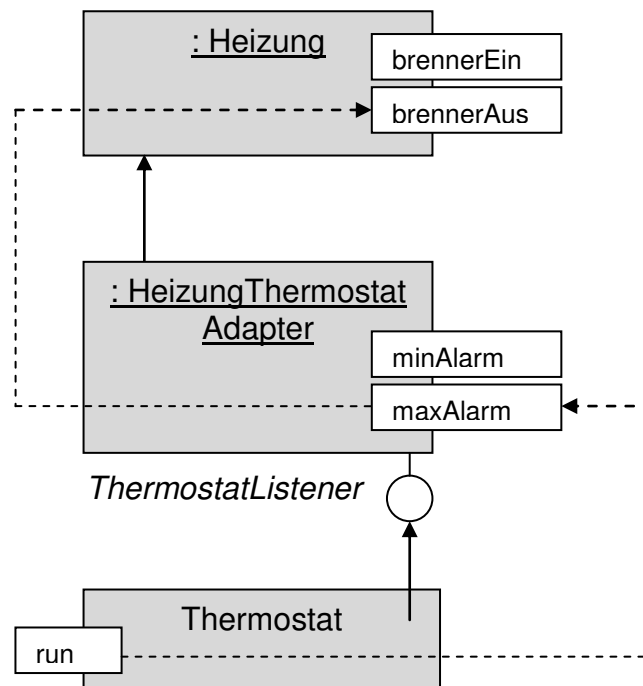 : Heizung
brennerEin
brennerAus
: HeizungThermostat
Adapter
minAlarm
maxAlarm
ThermostatListener
Thermostat
run